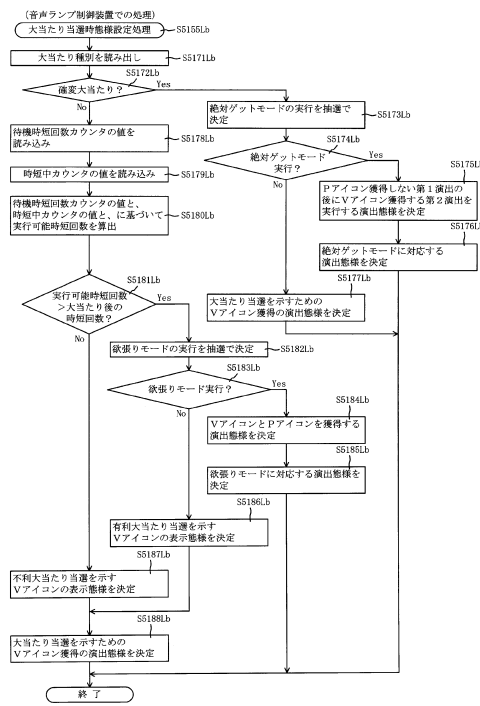 (音声ランプ制御装置での処理)
大当たり当選時態様設定処理
S5155Lb
大当たり種別を読み出し
S5171Lb
S5172Lb
確変大当たり?
Yes
No
絶対ゲットモードの実行を抽選で
決定
S5173Lb
待機時短回数カウンタの値を
読み込み
S5178Lb
S5174Lb
絶対ゲットモード
実行?
Yes
No
時短中カウンタの値を読み込み
S5179Lb
S5175L
Pアイコン獲得しない第1演出の
後にVアイコン獲得する第2演出を
実行する演出態様を決定
待機時短回数カウンタの値と、
時短中カウンタの値と、に基づいて
実行可能時短回数を算出
S5180Lb
S5176L
絶対ゲットモードに対応する
演出態様を決定
S5177Lb
大当たり当選を示すための
Vアイコン獲得の演出態様を決定
S5181Lb
実行可能時短回数
>大当たり後の
時短回数?
Yes
No
欲張りモードの実行を抽選で決定
S5182Lb
S5183Lb
欲張りモード実行?
Yes
No
S5184Lb
VアイコンとPアイコンを獲得する
演出態様を決定
S5185Lb
欲張りモードに対応する演出態様を
決定
S5186Lb
有利大当たり当選を示す
Vアイコンの表示態様を決定
S5187Lb
不利大当たり当選を示す
Vアイコンの表示態様を決定
S5188Lb
大当たり当選を示すための
Vアイコン獲得の演出態様を決定
終了